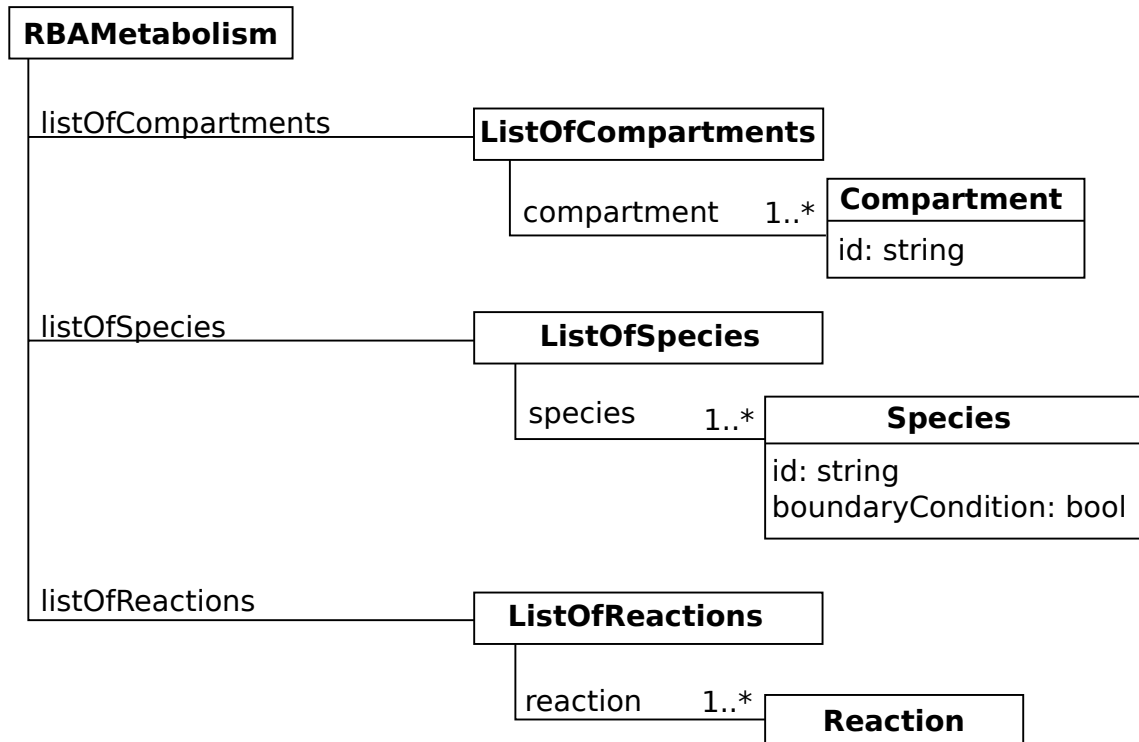 RBAMetabolism
listOfCompartments
ListOfCompartments
compartment 1..*
Compartment
id: string
listOfSpecies
ListOfSpecies
species 1..*
Species
id: string
boundaryCondition: bool
listOfReactions
ListOfReactions
reaction 1..*
Reaction